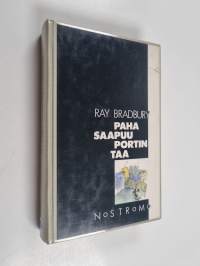 RAY BRADBURY
PAHA
SAAPUU
PORTIN
TAA
NoSTRoMO